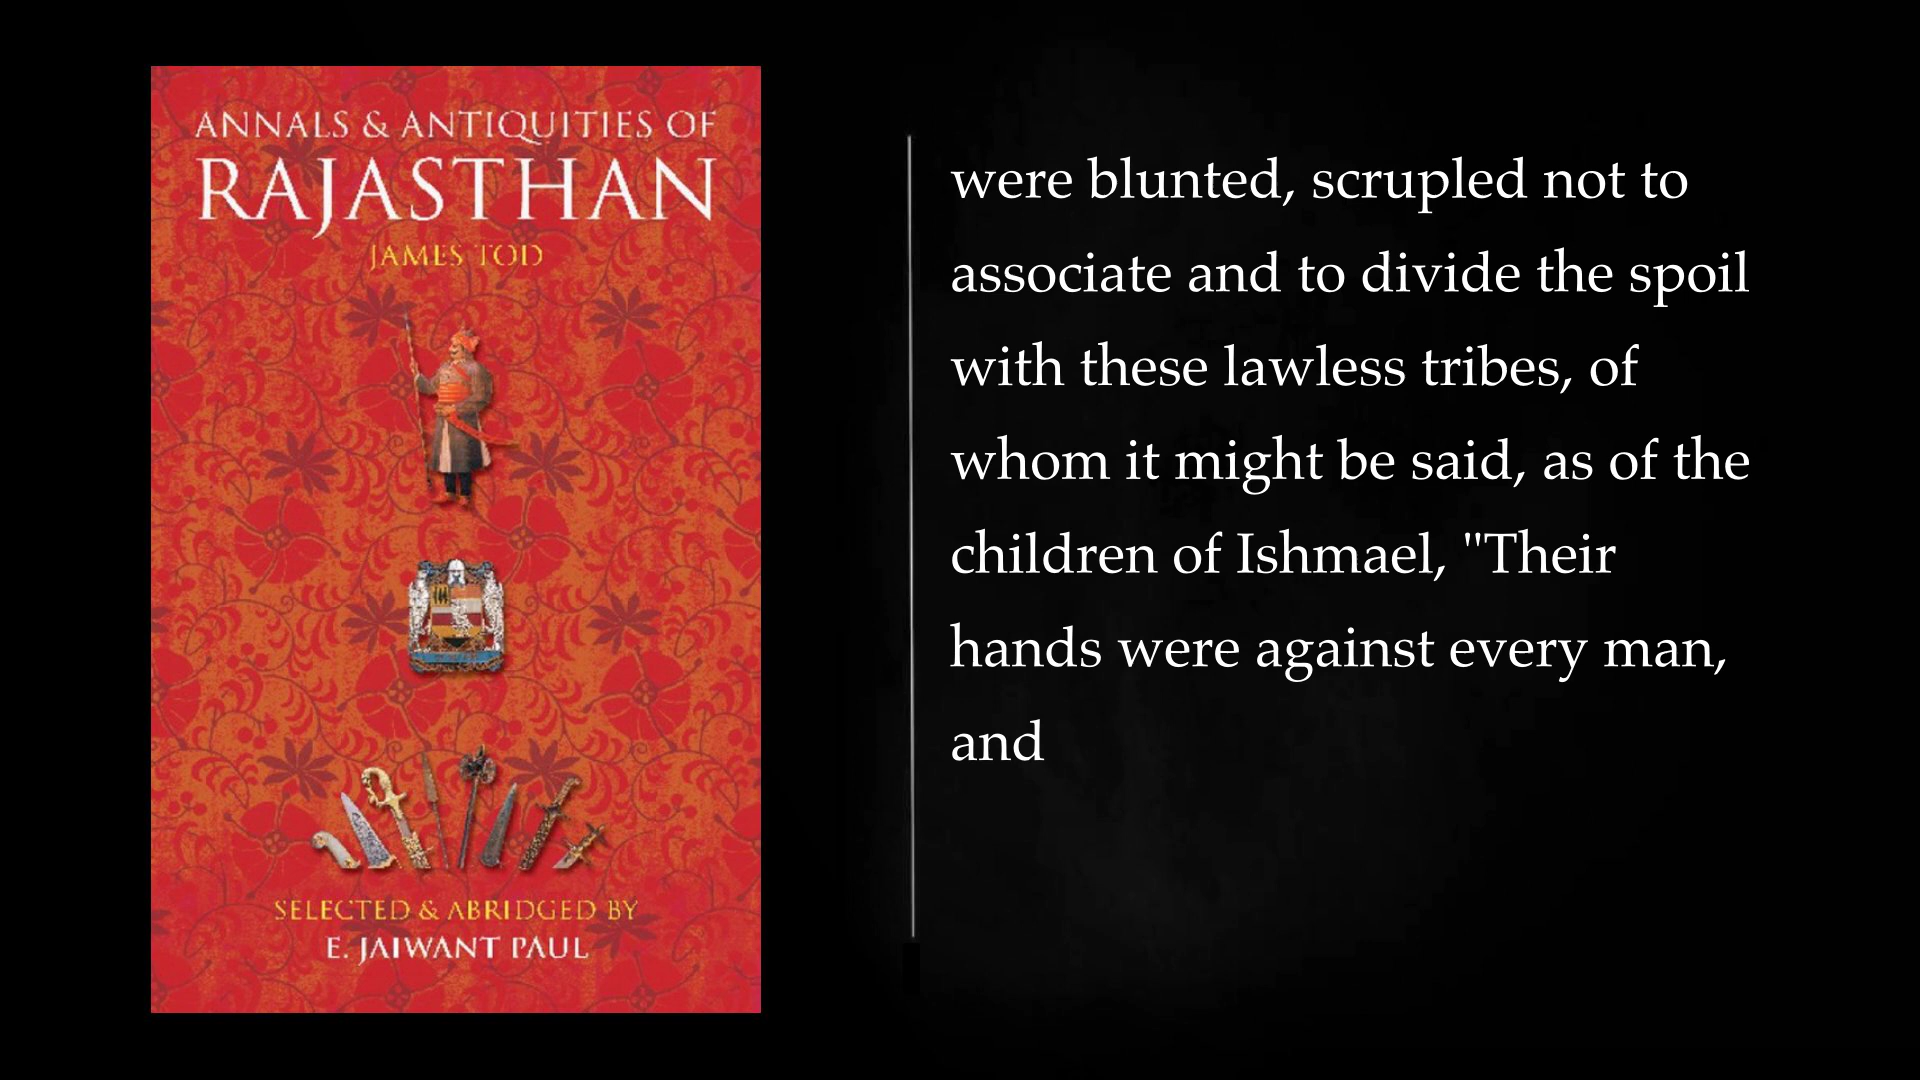 ANNALS & ANTIQUITIES OF
RAJASTHAN
JAMES TOD
SELECTED & ABRIDGED BY
E. JAIWANT PAUL
were blunted, scrupled not to
associate and to divide the spoil
with these lawless tribes, of
whom it might be said, as of the
children of Ishmael, "Their
hands were against every man,
and